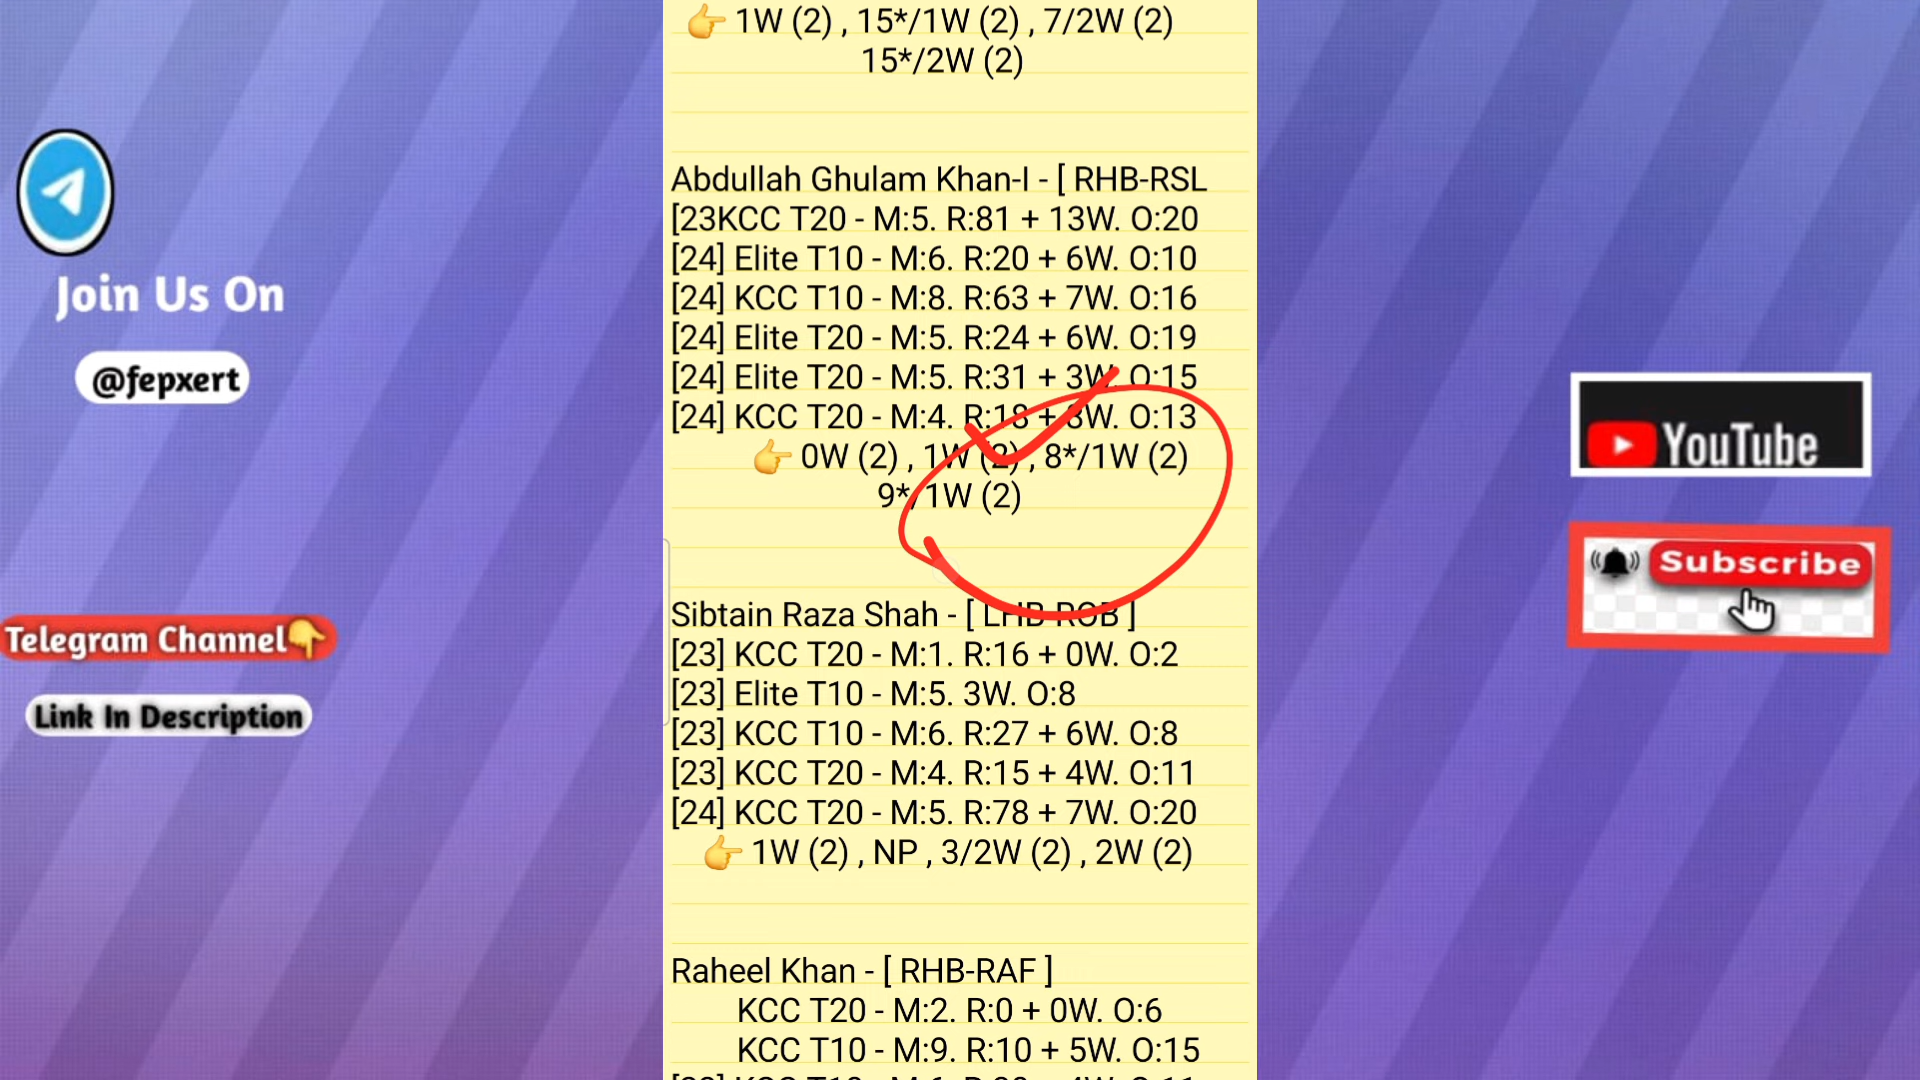 👉 1W (2) , 15*/1W (2) , 7/2W (2)
15*/2W (2)
Abdullah Ghulam Khan-I - [ RHB-RSL
[23KCC T20 - M:5. R:81 + 13W. O:20
[24] Elite T10 - M:6. R:20 + 6W. O:10
[24] KCC T10 - M:8. R:63 + 7W. O:16
[24] Elite T20 - M:5. R:24 + 6W. O:19
[24] Elite T20 - M:5. R:31 + 3W. O:15
[24] KCC T20 - M:4. R:18 + 8W. O:13
👉 0W (2) , 1W (2) , 8*/1W (2)
9*/1W (2)
Sibtain Raza Shah - [ LHB-ROB ]
[23] KCC T20 - M:1. R:16 + 0W. O:2
[23] Elite T10 - M:5. 3W. O:8
[23] KCC T10 - M:6. R:27 + 6W. O:8
[23] KCC T20 - M:4. R:15 + 4W. O:11
[24] KCC T20 - M:5. R:78 + 7W. O:20
👉 1W (2) , NP , 3/2W (2) , 2W (2)
Raheel Khan - [ RHB-RAF ]
KCC T20 - M:2. R:0 + 0W. O:6
KCC T10 - M:9. R:10 + 5W. O:15
Join Us On
@fepxert
Telegram Channel👇
Link In Description
YouTube
Subscribe